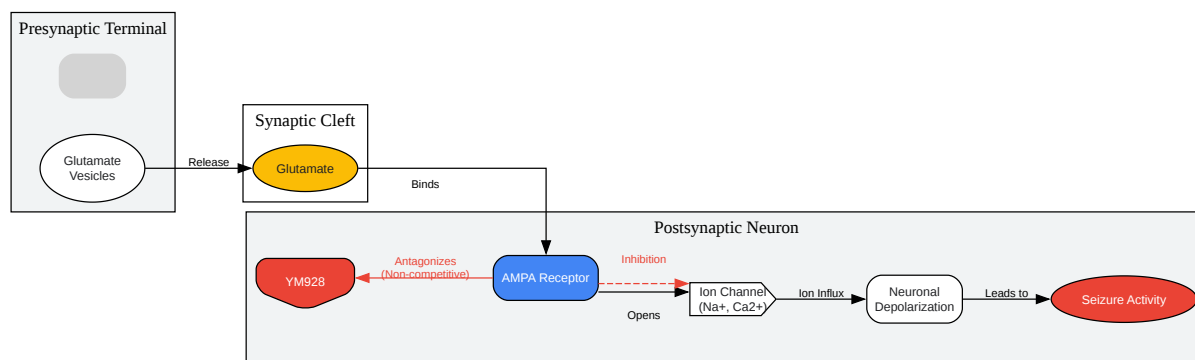 Presynaptic Terminal
Glutamate
Vesicles
Release
Synaptic Cleft
Glutamate
Binds
Postsynaptic Neuron
YM928
Antagonizes
(Non-competitive)
AMPA Receptor
Inhibition
Opens
Ion Channel
(Na+, Ca2+)
Ion Influx
Neuronal
Depolarization
Leads to
Seizure Activity